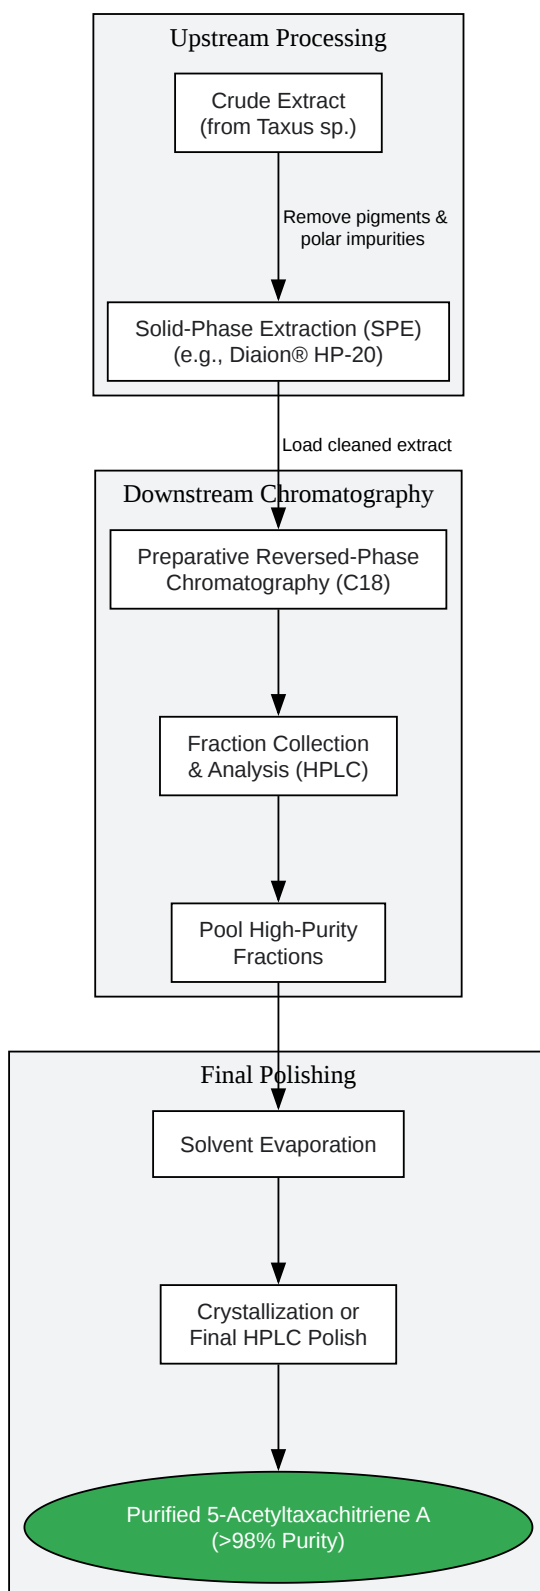 Upstream Processing
Crude Extract
(from Taxus sp.)
Remove pigments &
polar impurities
Solid-Phase Extraction (SPE)
(e.g., Diaion® HP-20)
Load cleaned extract
Downstream Chromatography
Preparative Reversed-Phase
Chromatography (C18)
Fraction Collection
& Analysis (HPLC)
Pool High-Purity
Fractions
Final Polishing
Solvent Evaporation
Crystallization or
Final HPLC Polish
Purified 5-Acetyltaxachitriene A
(>98% Purity)